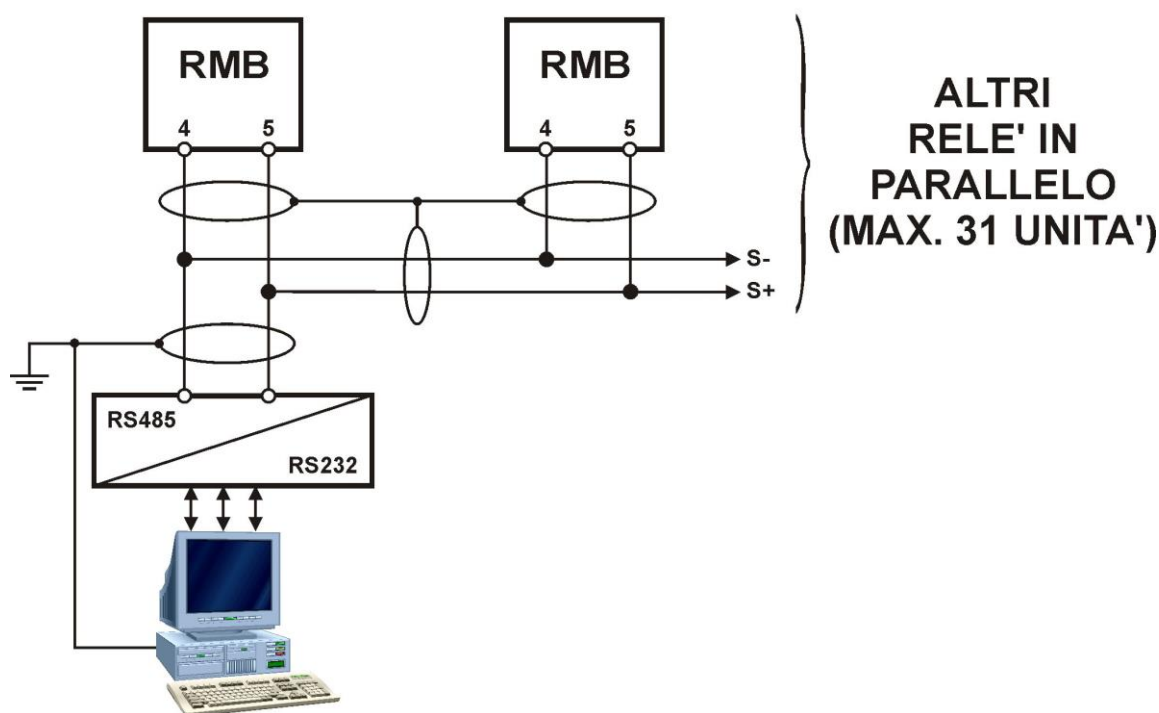 RMB
4 5
RMB
4 5
ALTRI
RELE' IN
PARALLELO
(MAX. 31 UNITA')
S-
S+
RS485
RS232